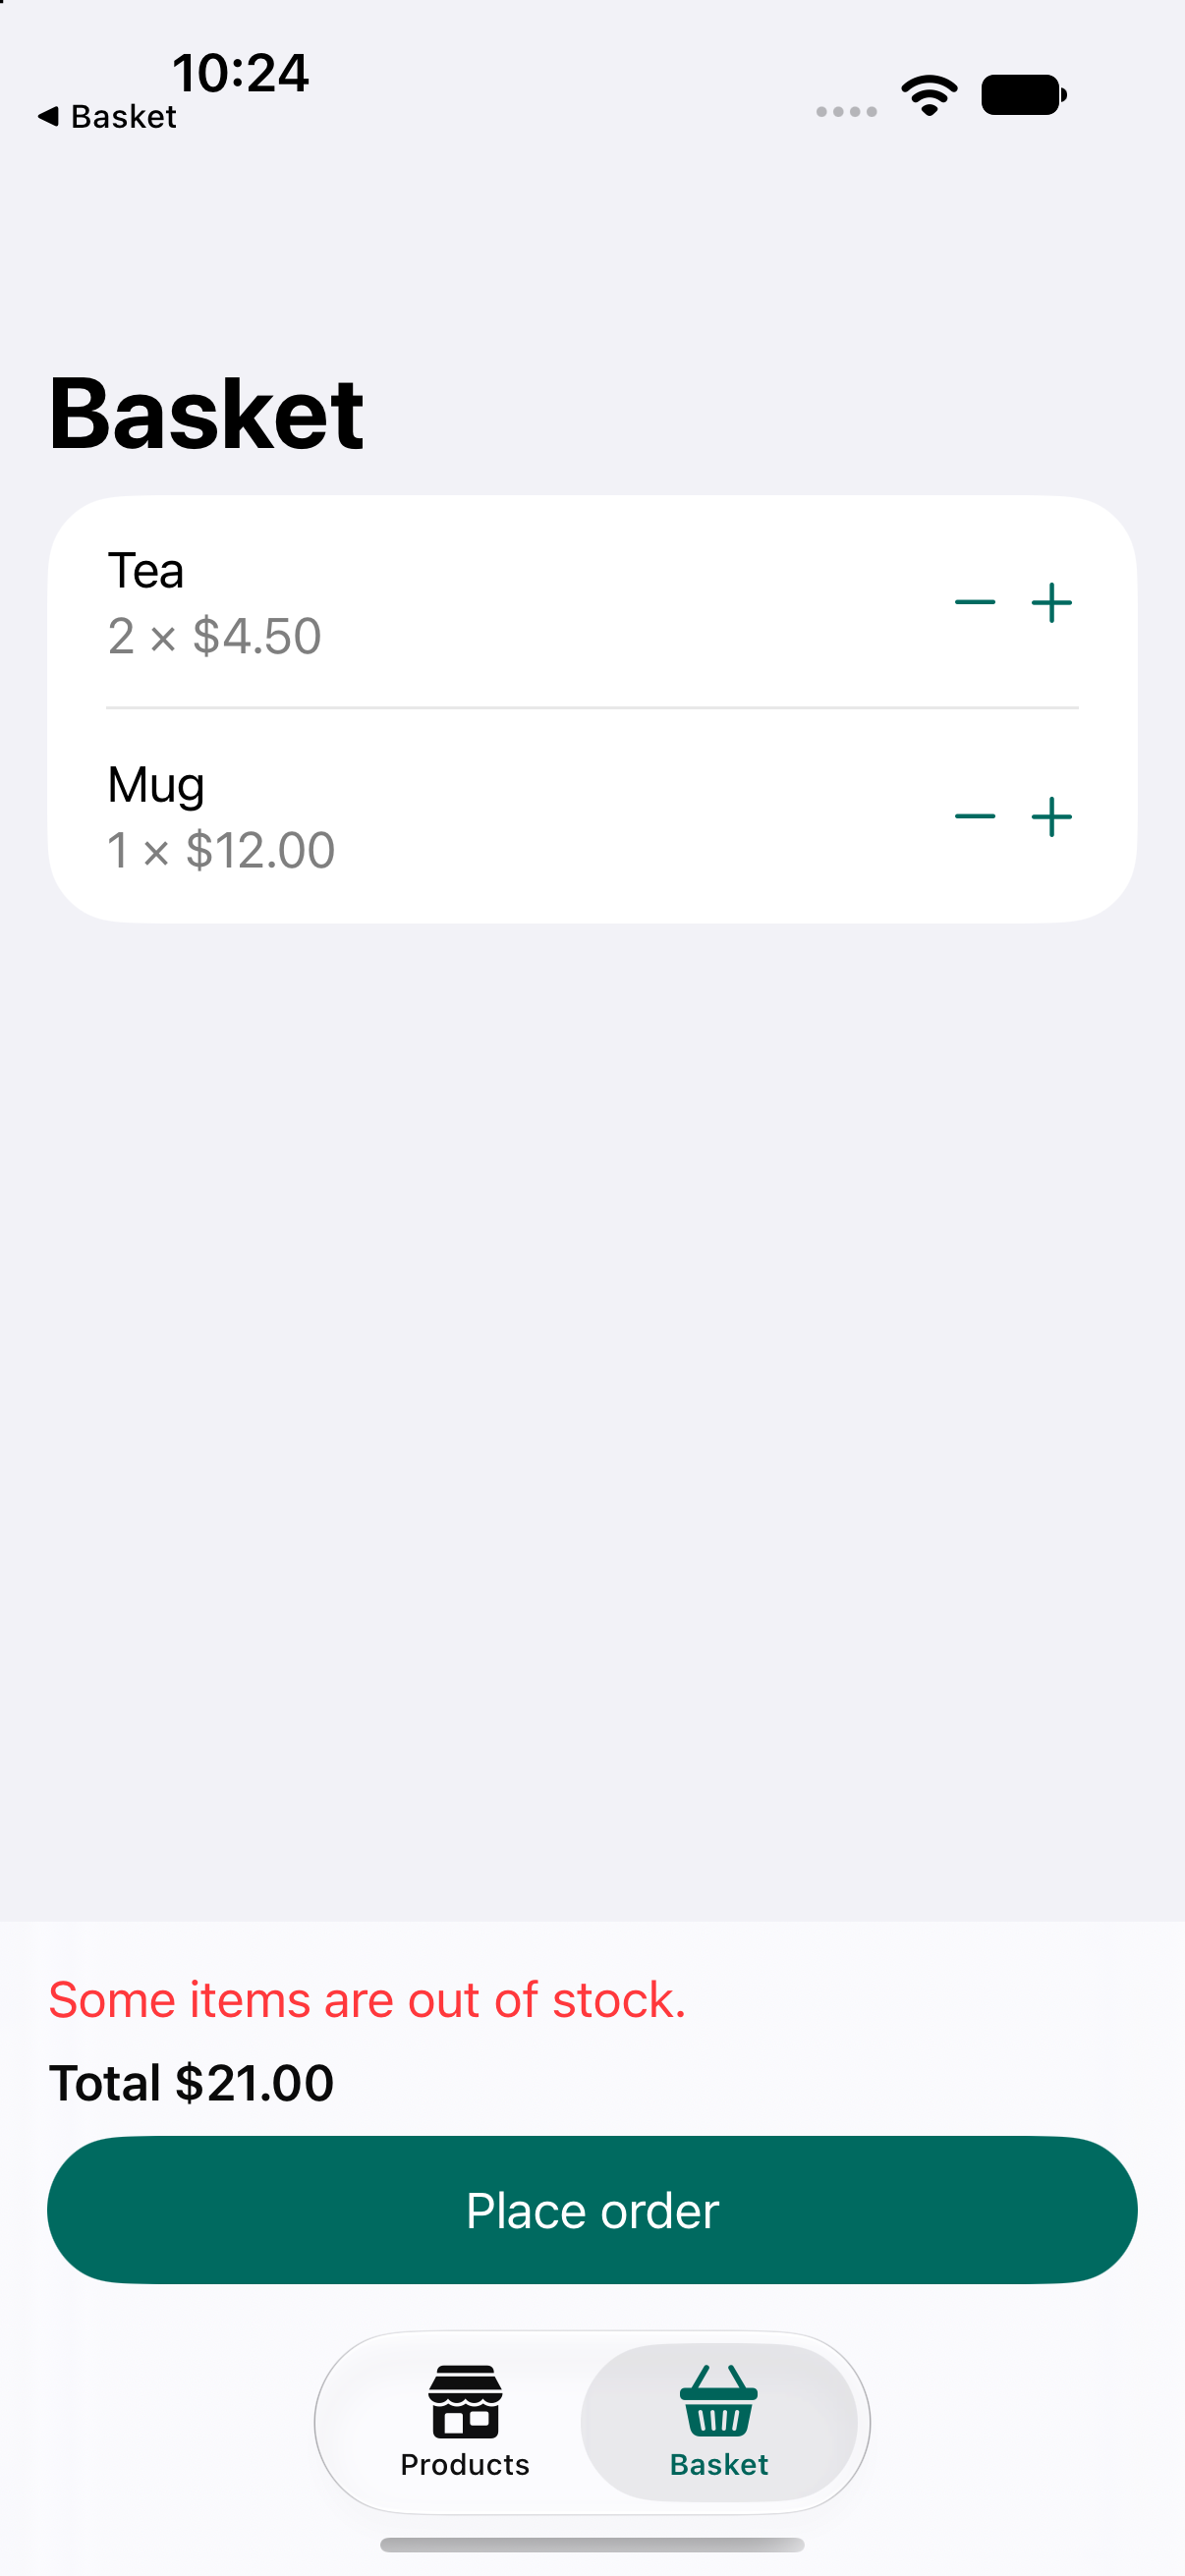 10:24
Basket
Basket
Tea
2 × $4.50
Mug
1 × $12.00
Some items are out of stock.
Total $21.00
Place order
Products
Basket